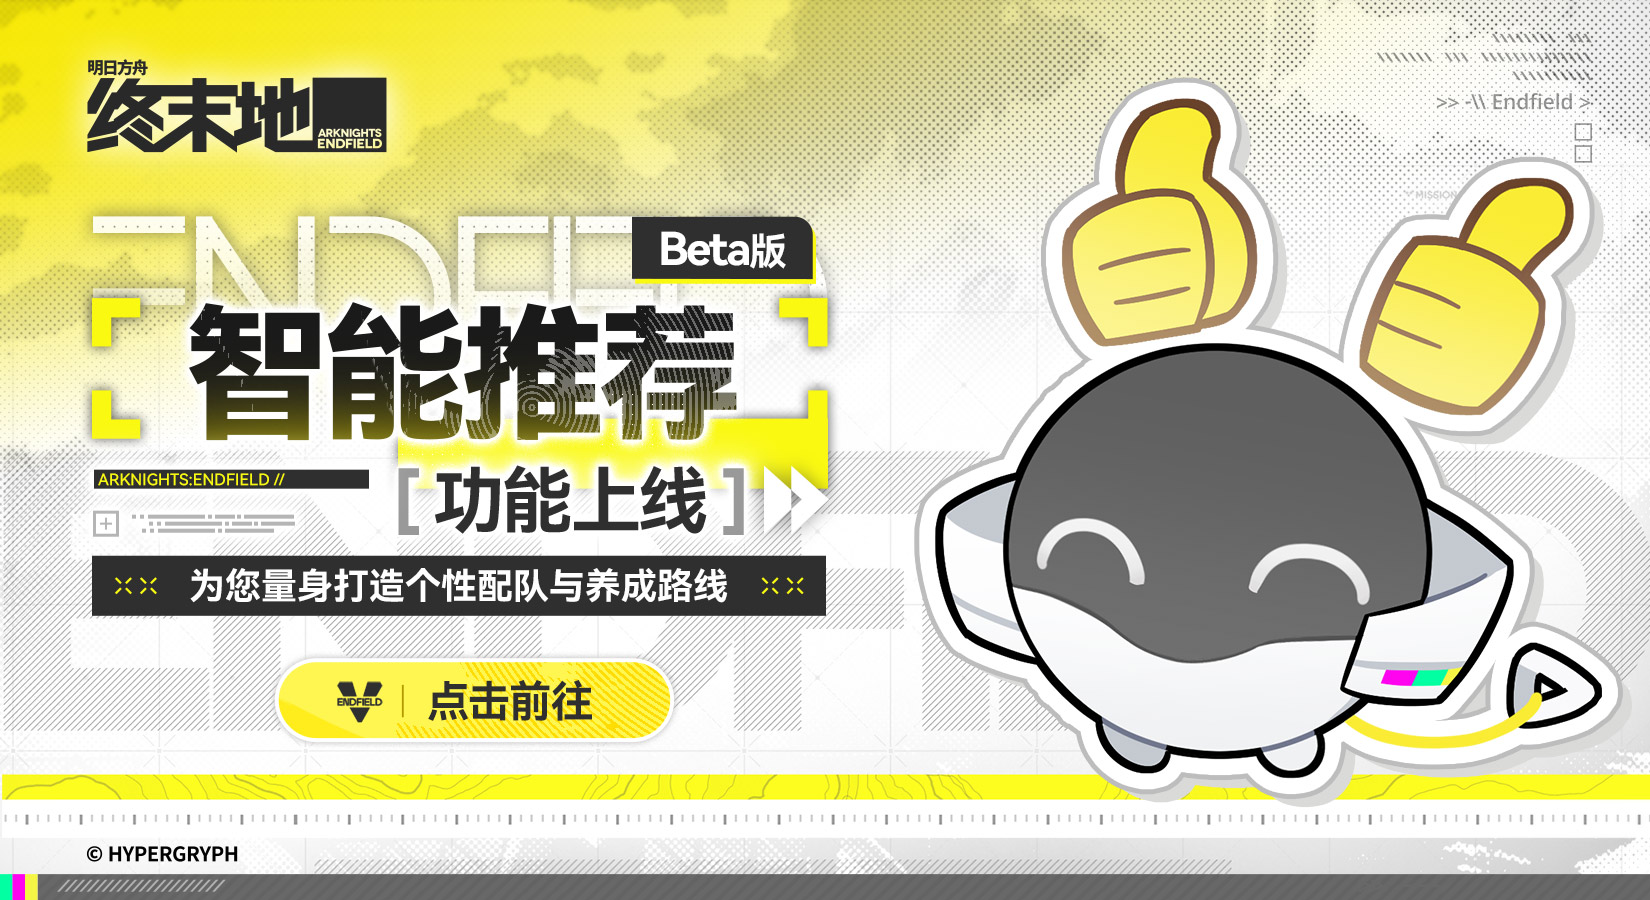 明日方舟
终末地
ARKNIGHTS
ENDFIELD
>> -\\ Endfield >
MISSION
Beta版
智能推荐
ARKNIGHTS:ENDFIELD //
[功能上线]
为您量身打造个性配队与养成路线
ENDFIELD
点击前往
© HYPERGRYPH